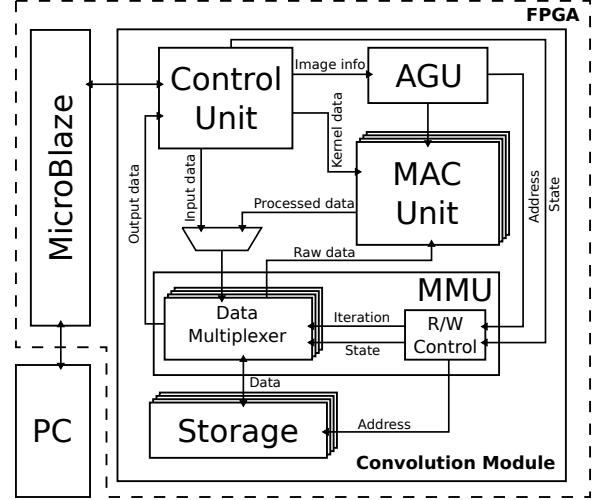 FPGA
MicroBlaze
Control
Unit
Image info
AGU
Kernel data
Input data
Output data
MAC
Unit
Address
State
Processed data
Raw data
MMU
Data
Multiplexer
Iteration
State
R/W
Control
Data
Address
Storage
PC
Convolution Module